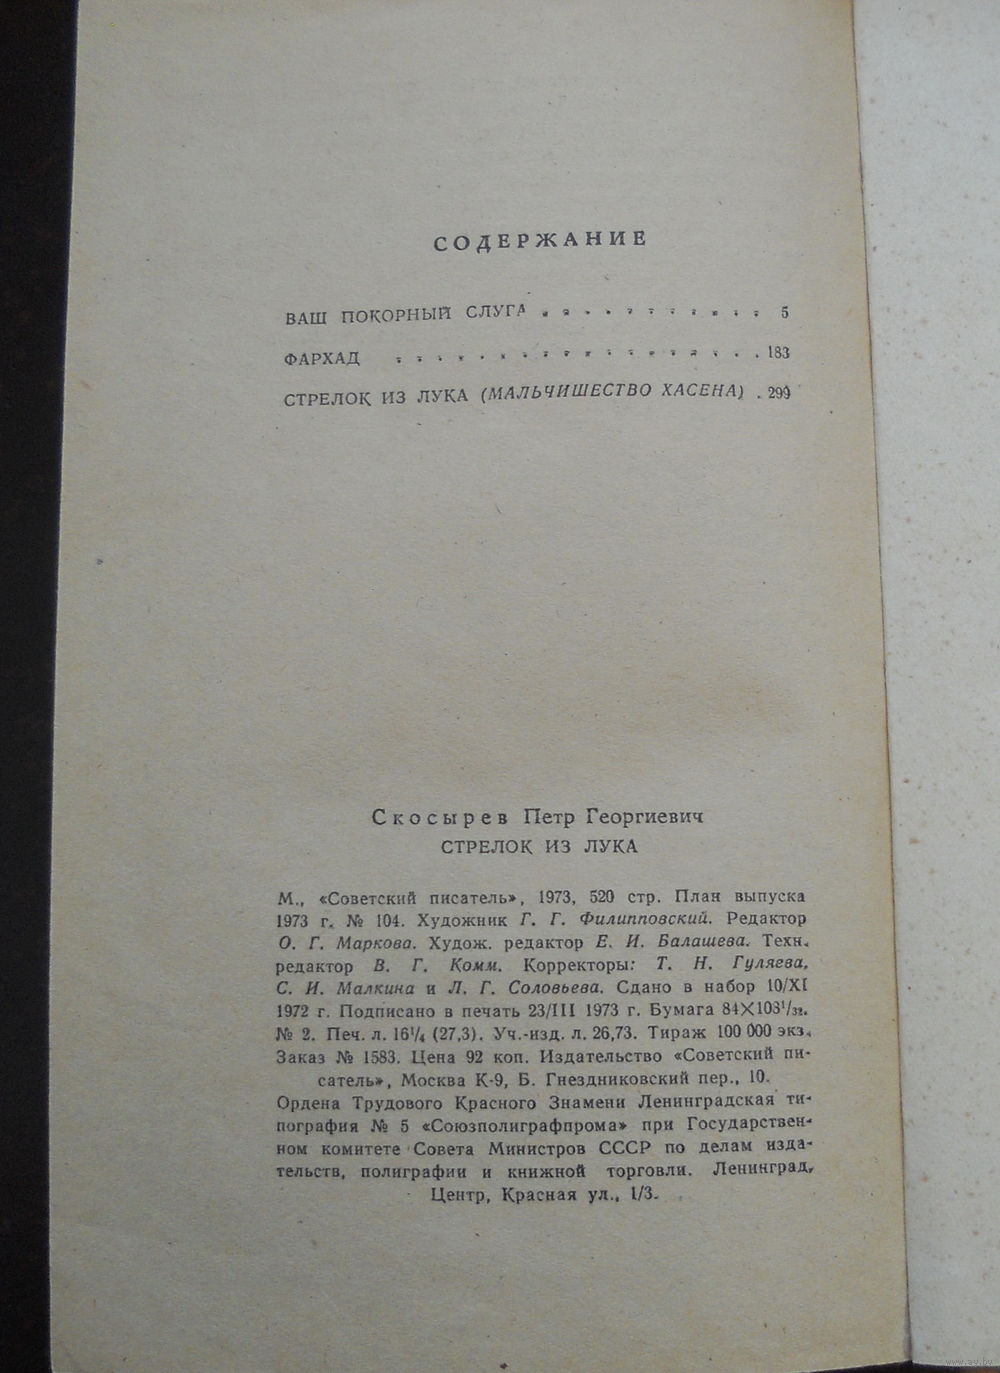 СОДЕРЖАНИЕ
ВАШ ПОКОРНЫЙ СЛУГА . . . . . . . . . . . 5
ФАРХАД . . . . . . . . . . . . . . . . . . 183
СТРЕЛОК ИЗ ЛУКА (МАЛЬЧИШЕСТВО ХАСЕНА) . 299
Скосырев Петр Георгиевич
СТРЕЛОК ИЗ ЛУКА
М., «Советский писатель», 1973, 520 стр. План выпуска
1973 г. № 104. Художник Г. Г. Филипповский. Редактор
О. Г. Маркова. Худож. редактор Е. И. Балашева. Техн.
редактор В. Г. Комм. Корректоры: Т. Н. Гуляева,
С. И. Малкина и Л. Г. Соловьева. Сдано в набор 10/XI
1972 г. Подписано в печать 23/III 1973 г. Бумага 84×108¹/₃₂.
№ 2. Печ. л. 16¹/₄ (27,3). Уч.-изд. л. 26,73. Тираж 100 000 экз.
Заказ № 1583. Цена 92 коп. Издательство «Советский пи-
сатель», Москва К-9, Б. Гнездниковский пер., 10.
Ордена Трудового Красного Знамени Ленинградская ти-
пография № 5 «Союзполиграфпрома» при Государствен-
ном комитете Совета Министров СССР по делам изда-
тельств, полиграфии и книжной торговли. Ленинград,
Центр, Красная ул., 1/3.
www.ay.by